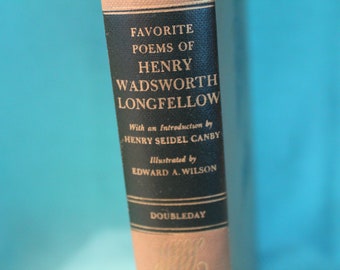 FAVORITE
POEMS OF
HENRY
WADSWORTH
LONGFELLOW
With an Introduction by
HENRY SEIDEL CANBY
Illustrated by
EDWARD A. WILSON
DOUBLEDAY